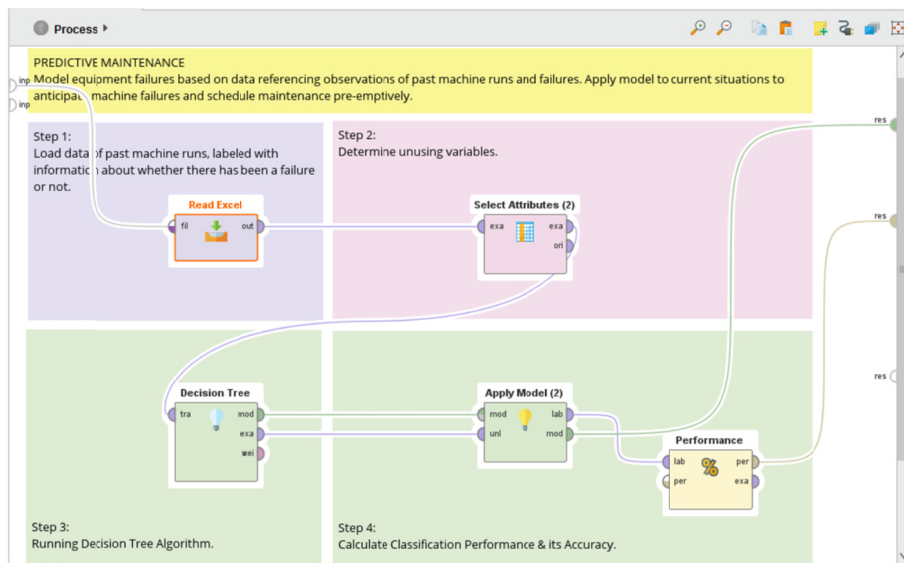 Process
PREDICTIVE MAINTENANCE
Model equipment failures based on data referencing observations of past machine runs and failures. Apply model to current situations to
anticipate machine failures and schedule maintenance pre-emptively.
inp
inp
res
Step 1:
Load data of past machine runs, labeled with
information about whether there has been a failure
or not.
Step 2:
Determine unusing variables.
Read Excel
fil out
Select Attributes (2)
exa exa
ori
res
res
Decision Tree
tra mod
exa
wei
Apply Model (2)
mod lab
unl mod
Performance
lab per
per exa
%
Step 3:
Running Decision Tree Algorithm.
Step 4:
Calculate Classification Performance & its Accuracy.